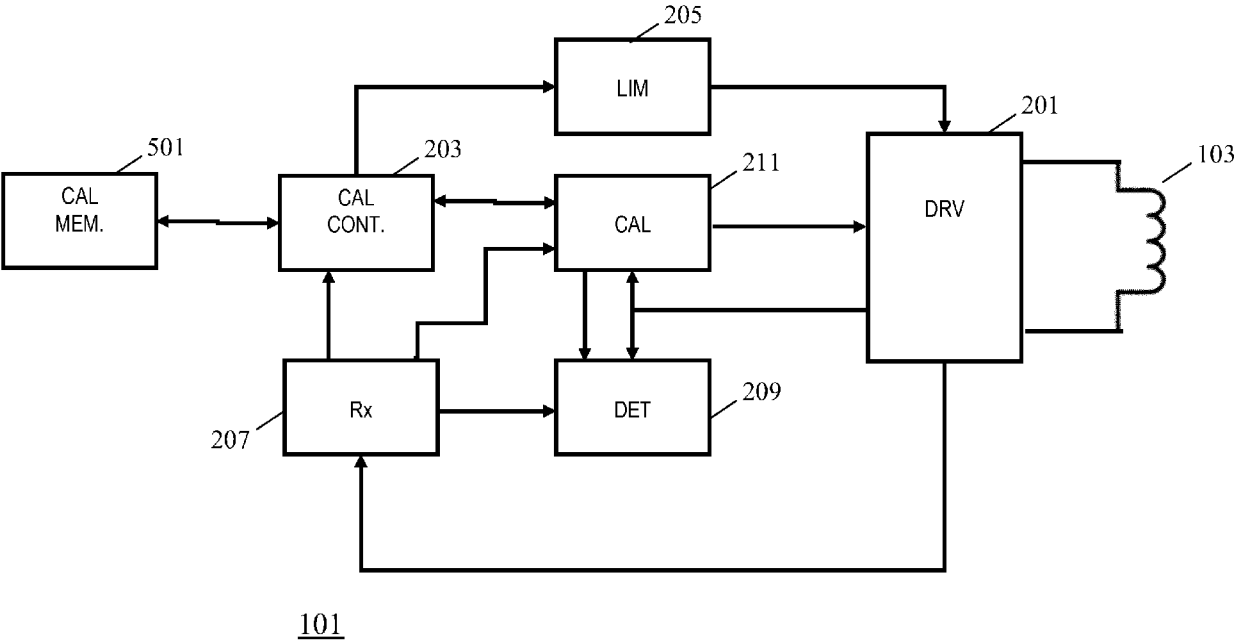 205
LIM
201
501
203
211
103
CAL
MEM.
CAL
CONT.
CAL
DRV
Rx
DET
207
209
101